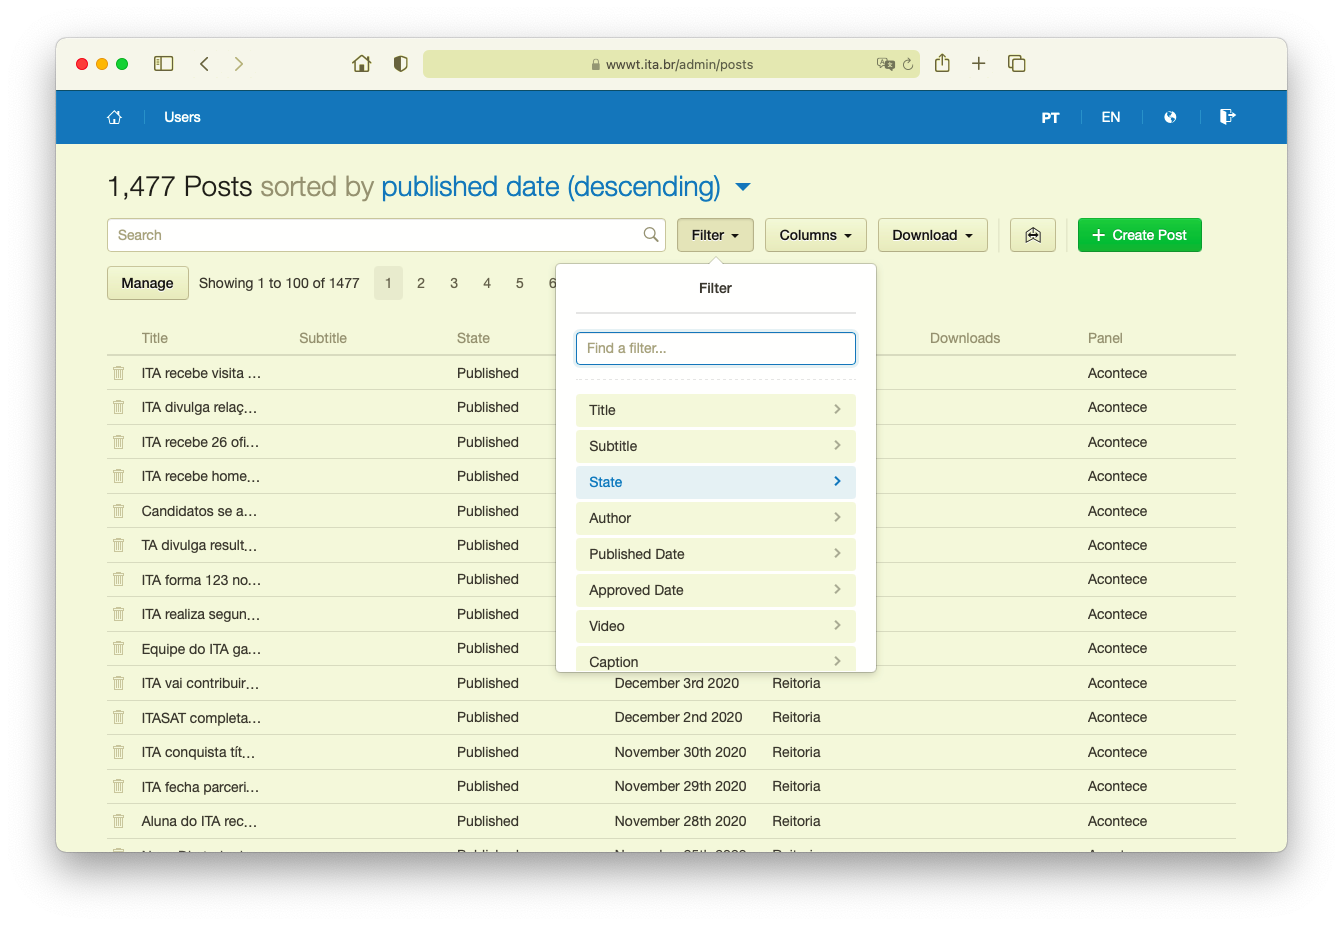 wwwt.ita.br/admin/posts
Users
PT
EN
1,477 Posts sorted by published date (descending)
Search
Filter
Columns
Download
+ Create Post
Manage
Showing 1 to 100 of 1477
1 2 3 4 5 6
Filter
Find a filter...
Title
Subtitle
State
Author
Published Date
Approved Date
Video
Caption
Title Subtitle State Downloads Panel
ITA recebe visita ... Published Acontece
ITA divulga relaç... Published Acontece
ITA recebe 26 ofi... Published Acontece
ITA recebe home... Published Acontece
Candidatos se a... Published Acontece
TA divulga result... Published Acontece
ITA forma 123 no... Published Acontece
ITA realiza segun... Published Acontece
Equipe do ITA ga... Published Acontece
ITA vai contribuir... Published December 3rd 2020 Reitoria Acontece
ITASAT completa... Published December 2nd 2020 Reitoria Acontece
ITA conquista tít... Published November 30th 2020 Reitoria Acontece
ITA fecha parceri... Published November 29th 2020 Reitoria Acontece
Aluna do ITA rec... Published November 28th 2020 Reitoria Acontece